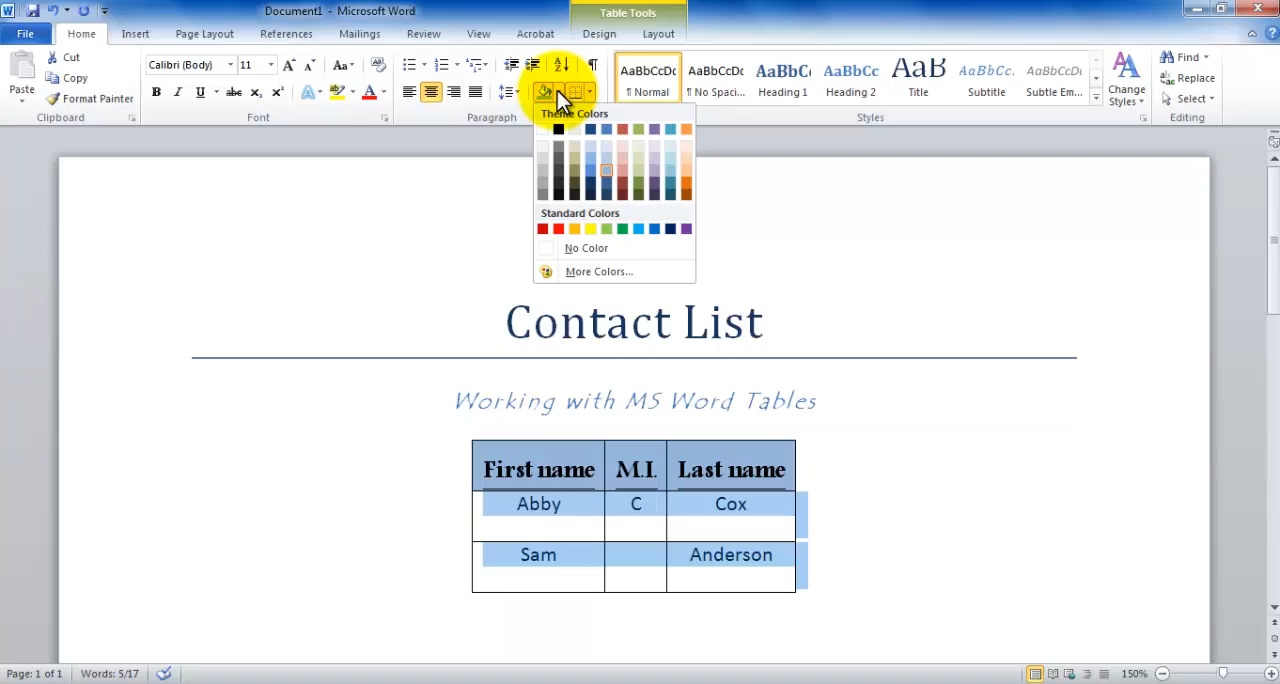 Document1 - Microsoft Word
Table Tools
File Home Insert Page Layout References Mailings Review View Acrobat Design Layout
Paste
Cut
Copy
Format Painter
Clipboard
Calibri (Body) 11
Font
Paragraph
AaBbCcDc AaBbCcDc AaBbCc AaBbCc AaB AaBbCc. AaBbCcDc
¶ Normal ¶ No Spaci... Heading 1 Heading 2 Title Subtitle Subtle Em...
Change
Styles
Styles
Find
Replace
Select
Editing
Theme Colors
Standard Colors
No Color
More Colors...
Contact List
Working with MS Word Tables
First name M.I. Last name
Abby C Cox
Sam Anderson
Page: 1 of 1 Words: 5/17 150%